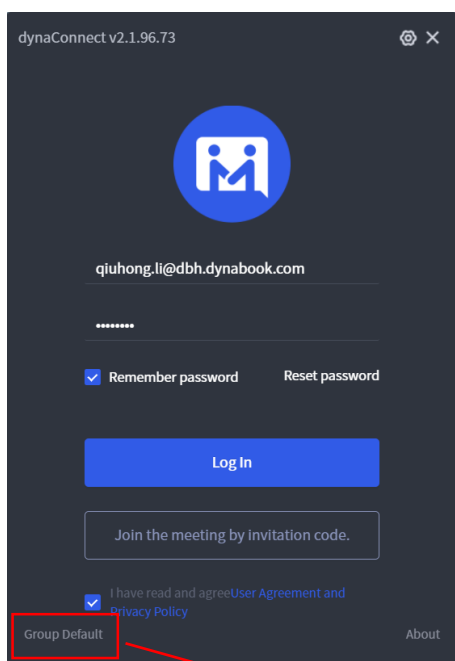 dynaConnect v2.1.96.73
qiuhong.li@dbh.dynabook.com
••••••••
Remember password Reset password
Log In
Join the meeting by invitation code.
I have read and agreeUser Agreement and
Privacy Policy
Group Default About